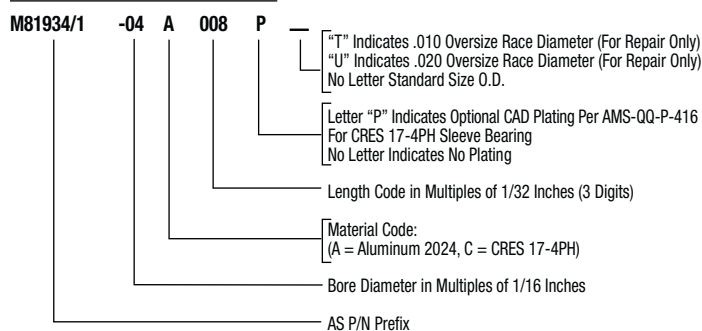 M81934/1 -04 A 008 P —
“T” Indicates .010 Oversize Race Diameter (For Repair Only)
“U” Indicates .020 Oversize Race Diameter (For Repair Only)
No Letter Standard Size O.D.
Letter “P” Indicates Optional CAD Plating Per AMS-QQ-P-416
For CRES 17-4PH Sleeve Bearing
No Letter Indicates No Plating
Length Code in Multiples of 1/32 Inches (3 Digits)
Material Code:
(A = Aluminum 2024, C = CRES 17-4PH)
Bore Diameter in Multiples of 1/16 Inches
AS P/N Prefix